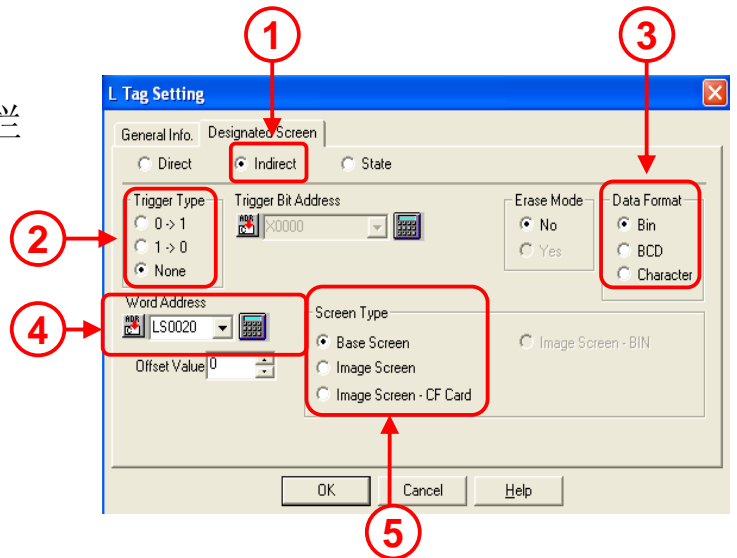 1
3
L Tag Setting
栏
General Info. Designated Screen
Direct Indirect State
Trigger Type Trigger Bit Address Erase Mode Data Format
0 -> 1 X0000 No Bin
2
1 -> 0 Yes BCD
None Character
Word Address
4
LS0020
Screen Type
Base Screen Image Screen - BIN
Offset Value 0
Image Screen
Image Screen - CF Card
OK Cancel Help
5